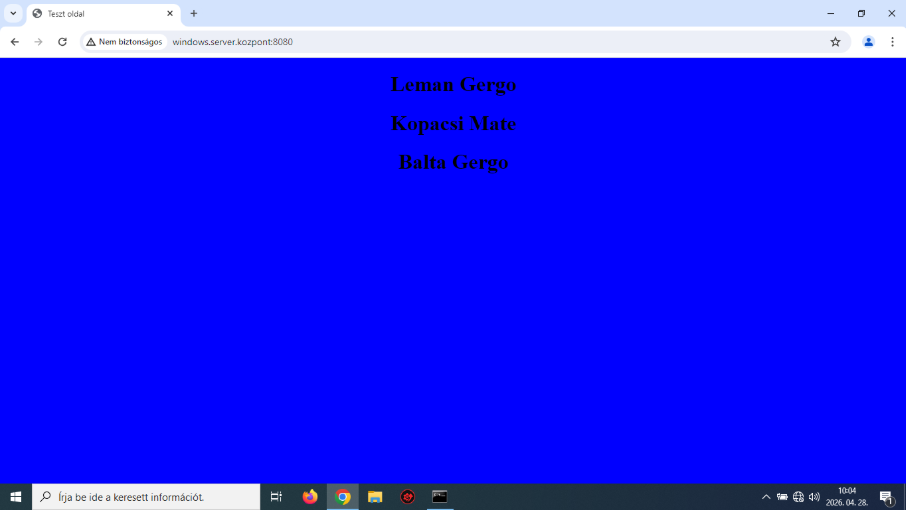 Teszt oldal
Nem biztonságos
windows.server.kozpont:8080
Leman Gergo
Kopacsi Mate
Balta Gergo
Írja be ide a keresett információt.
10:04
2026. 04. 28.
1